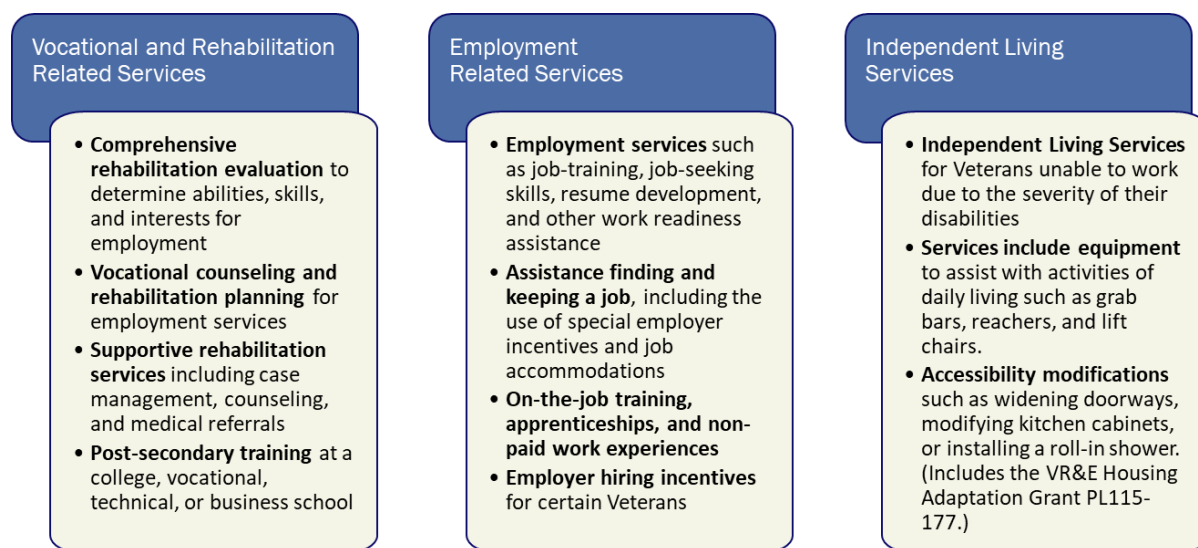 Vocational and Rehabilitation
Related Services
• Comprehensive
rehabilitation evaluation to
determine abilities, skills,
and interests for
employment
• Vocational counseling and
rehabilitation planning for
employment services
• Supportive rehabilitation
services including case
management, counseling,
and medical referrals
• Post-secondary training at a
college, vocational,
technical, or business school
Employment
Related Services
• Employment services such
as job-training, job-seeking
skills, resume development,
and other work readiness
assistance
• Assistance finding and
keeping a job, including the
use of special employer
incentives and job
accommodations
• On-the-job training,
apprenticeships, and non-
paid work experiences
• Employer hiring incentives
for certain Veterans
Independent Living
Services
• Independent Living Services
for Veterans unable to work
due to the severity of their
disabilities
• Services include equipment
to assist with activities of
daily living such as grab
bars, reachers, and lift
chairs.
• Accessibility modifications
such as widening doorways,
modifying kitchen cabinets,
or installing a roll-in shower.
(Includes the VR&E Housing
Adaptation Grant PL115-
177.)